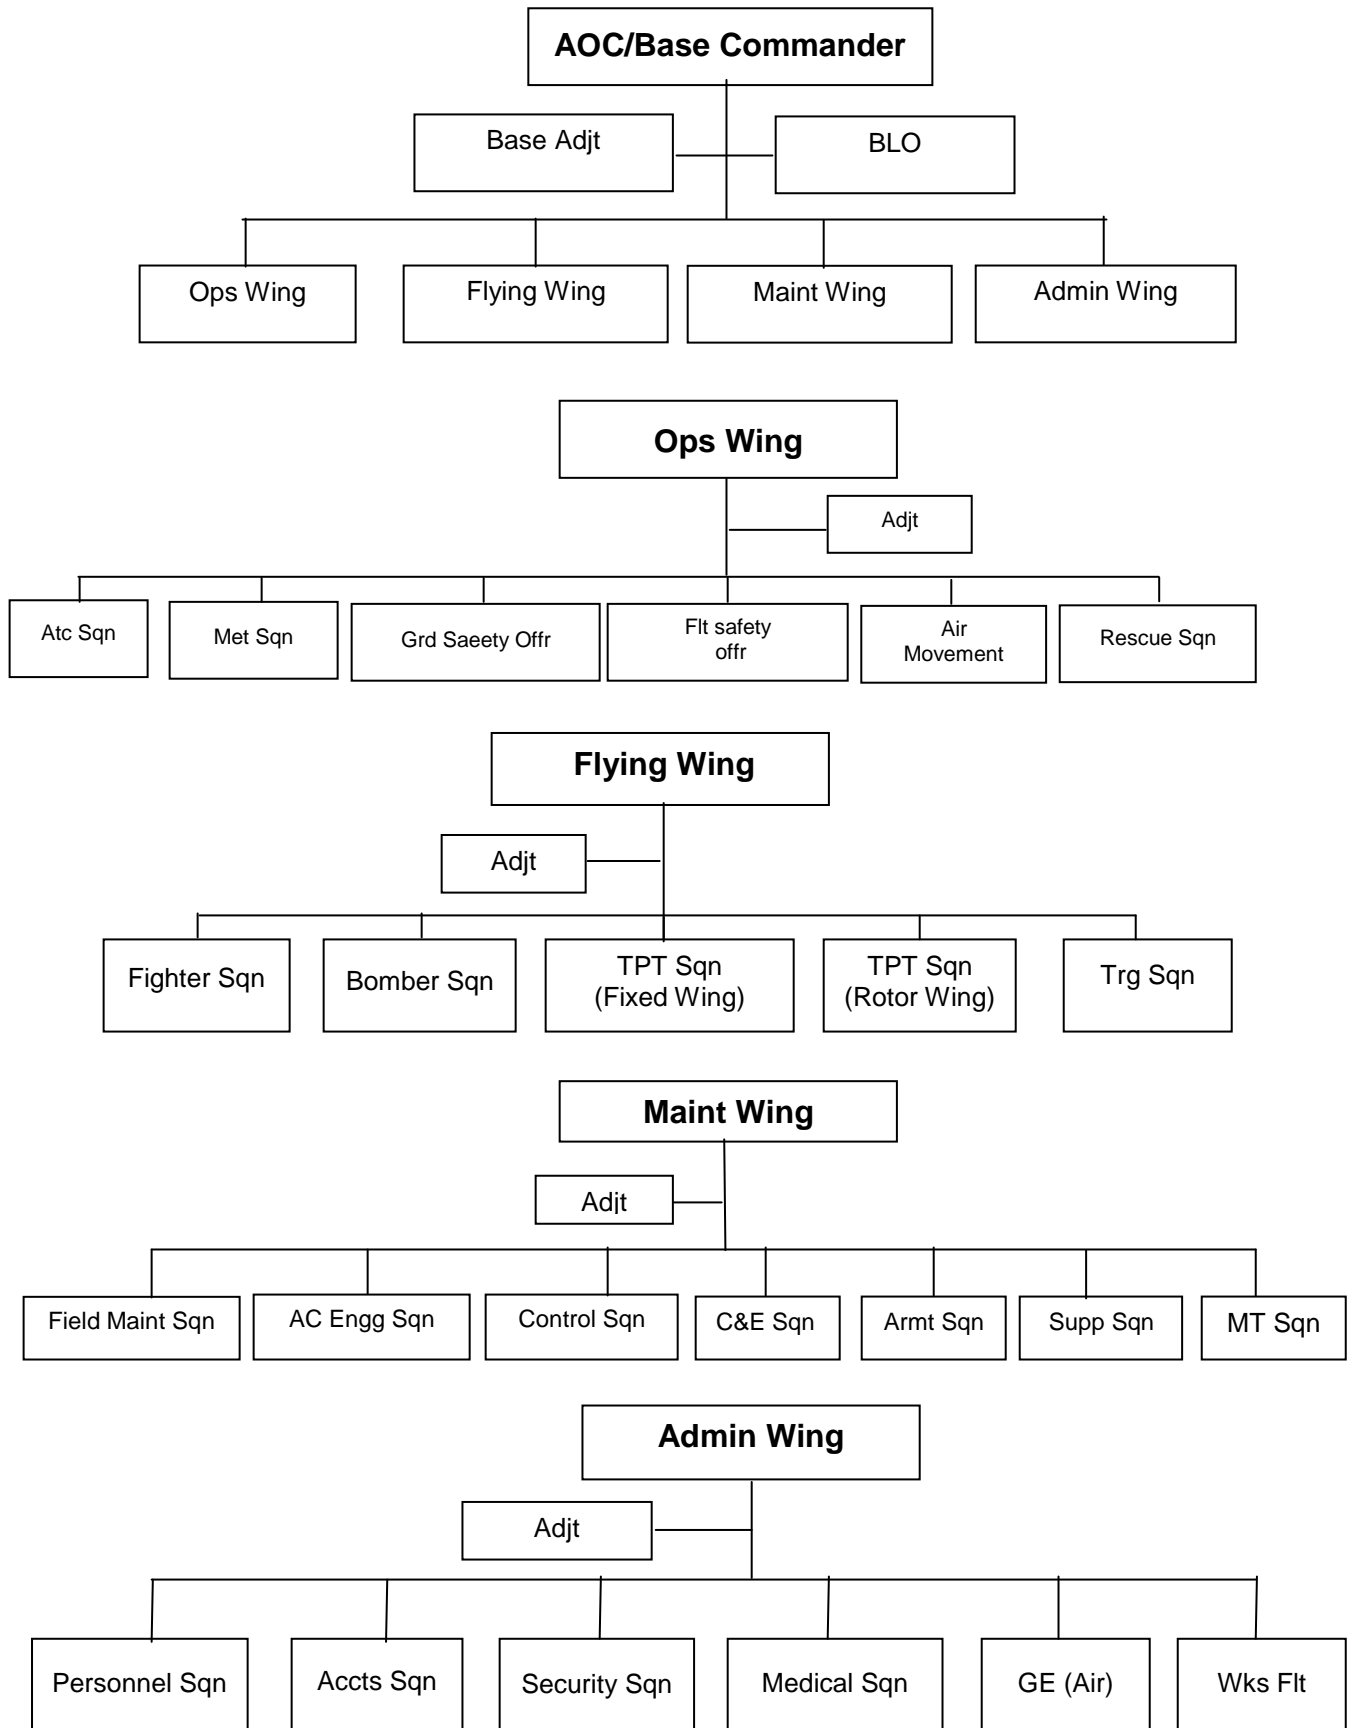 AOC/Base Commander
Base Adjt
BLO
Ops Wing
Flying Wing
Maint Wing
Admin Wing
Ops Wing
Adjt
Atc Sqn
Met Sqn
Grd Saeety Offr
Flt safety
offr
Air
Movement
Rescue Sqn
Flying Wing
Adjt
Fighter Sqn
Bomber Sqn
TPT Sqn
(Fixed Wing)
TPT Sqn
(Rotor Wing)
Trg Sqn
Maint Wing
Adjt
Field Maint Sqn
AC Engg Sqn
Control Sqn
C&E Sqn
Armt Sqn
Supp Sqn
MT Sqn
Admin Wing
Adjt
Personnel Sqn
Accts Sqn
Security Sqn
Medical Sqn
GE (Air)
Wks Flt